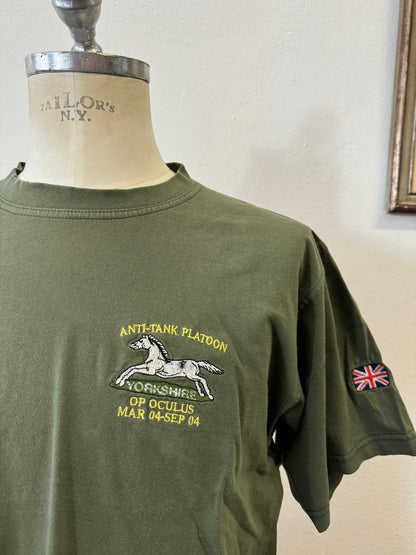 TAILOR'S
N.Y.
ANTI-TANK PLATOON
YORKSHIRE
OP OCULUS
MAR 04-SEP 04